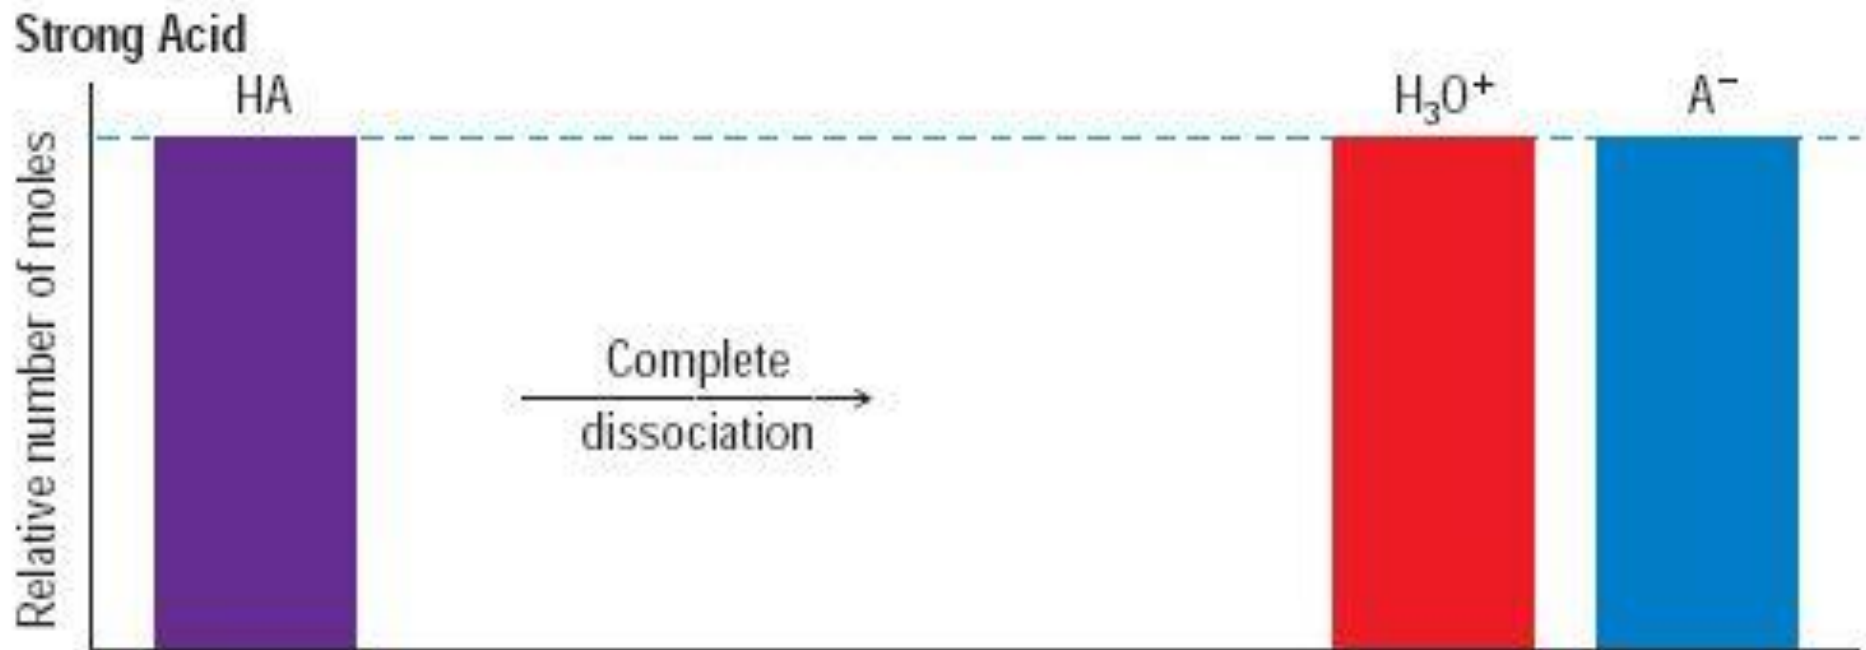 Strong Acid
HA
H₃O⁺
A⁻
Relative number of moles
Complete
dissociation